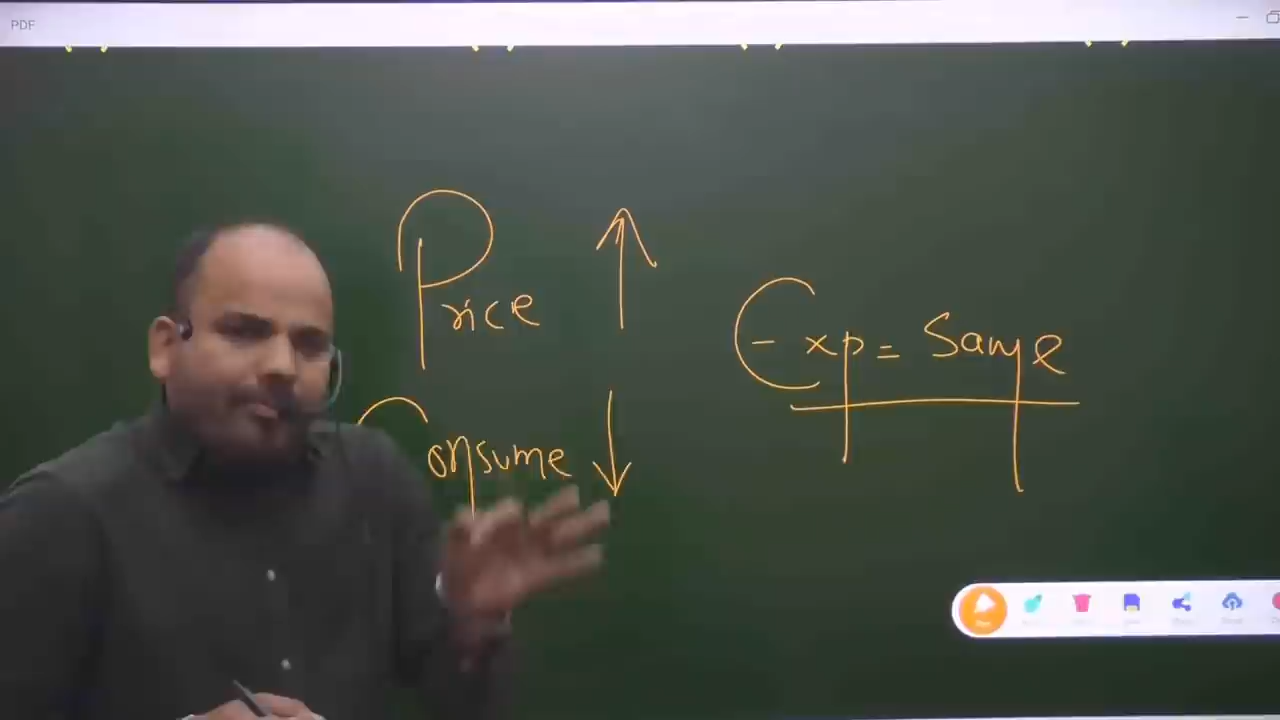 PDF
Price ↑
Exp = Same
Consume ↓